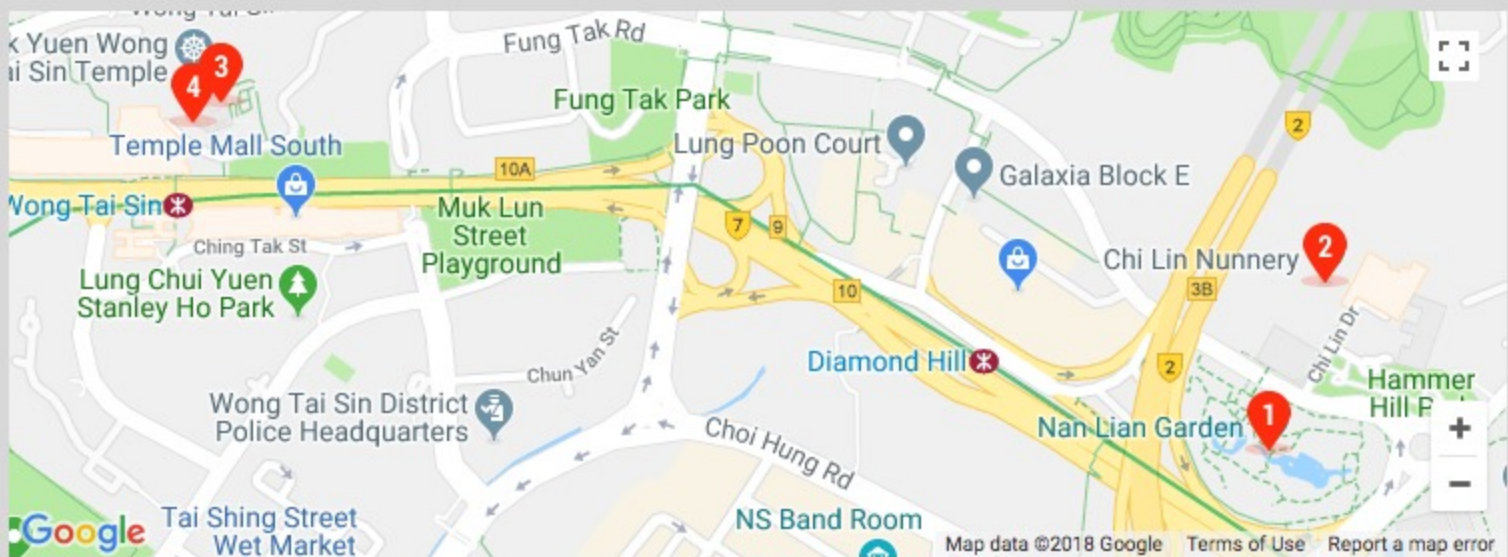 k Yuen Wong
ai Sin Temple
3
4
Fung Tak Rd
Fung Tak Park
2
Temple Mall South
Lung Poon Court
10A
Galaxia Block E
Wong Tai Sin
Muk Lun
Street
Playground
7
9
Ching Tak St
2
Chi Lin Nunnery
Lung Chui Yuen
Stanley Ho Park
10
3B
Chi Lin Dr
Chun Yan St
Diamond Hill
2
Hammer
Hill P
Wong Tai Sin District
Police Headquarters
1
Nan Lian Garden
+
Choi Hung Rd
−
Google
Tai Shing Street
Wet Market
NS Band Room
Map data ©2018 Google
Terms of Use
Report a map error